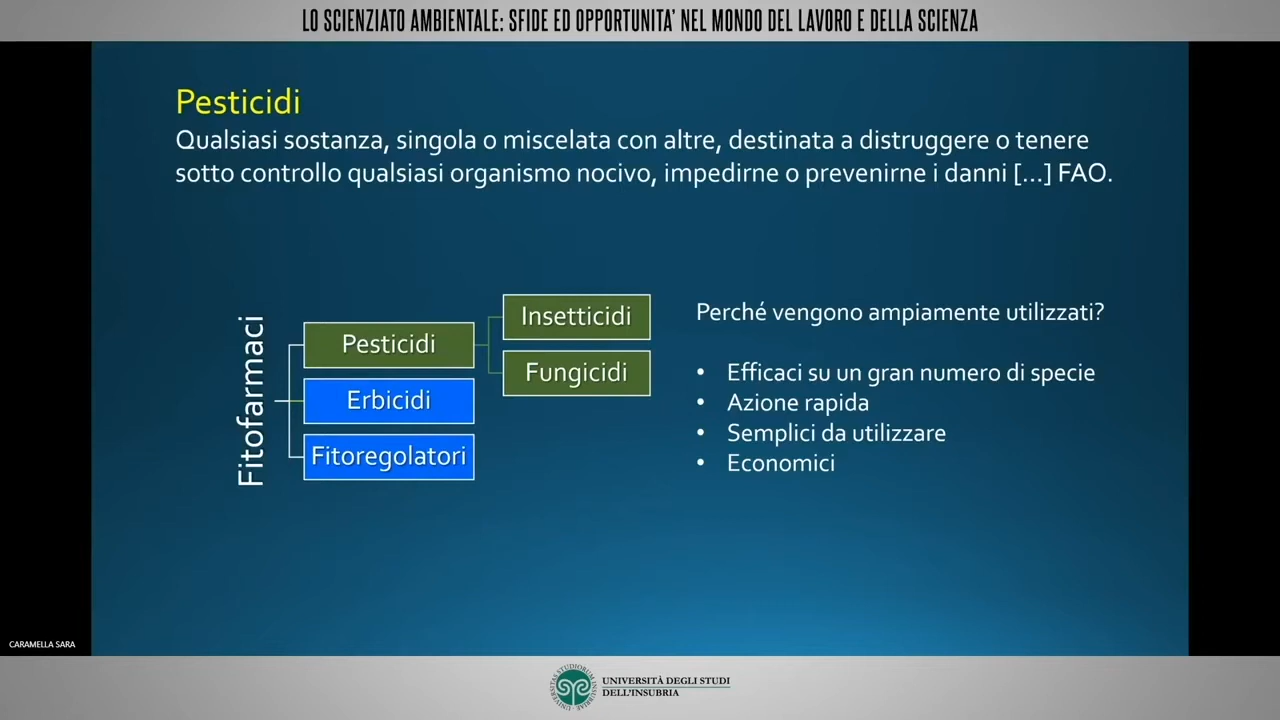 LO SCIENZIATO AMBIENTALE: SFIDE ED OPPORTUNITA' NEL MONDO DEL LAVORO E DELLA SCIENZA
Pesticidi
Qualsiasi sostanza, singola o miscelata con altre, destinata a distruggere o tenere
sotto controllo qualsiasi organismo nocivo, impedirne o prevenirne i danni [...] FAO.
Fitofarmaci
Pesticidi
Erbicidi
Fitoregolatori
Insetticidi
Fungicidi
Perché vengono ampiamente utilizzati?
• Efficaci su un gran numero di specie
• Azione rapida
• Semplici da utilizzare
• Economici
CARAMELLA SARA
UNIVERSITÀ DEGLI STUDI
DELL'INSUBRIA